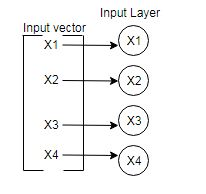 Input Layer
Input vector
X1 X1
X2 X2
X3 X3
X4 X4